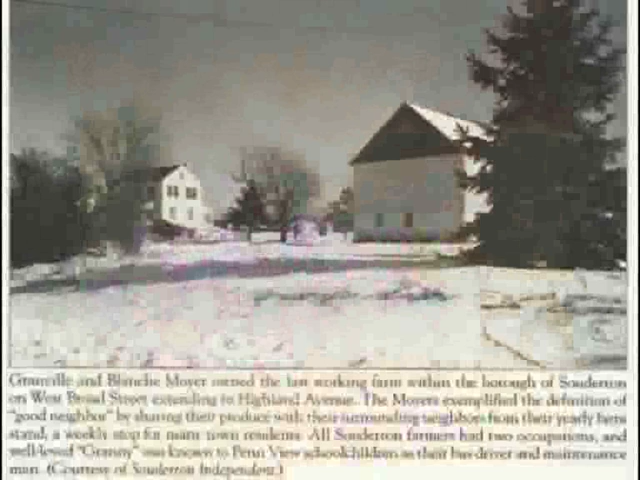 Granville and Blanche Moyer owned the last working farm within the borough of Souderton
on West Broad Street extending to Highland Avenue. The Moyers exemplified the definition of
"good neighbor" by sharing their produce with their surrounding neighbors from their yearly
stand, a weekly stop for many town residents. All Souderton farmers had two occupations, and
well-loved "Granny" was known to Penn View schoolchildren as their bus driver and maintenance
man. (Courtesy of Souderton Independent.)